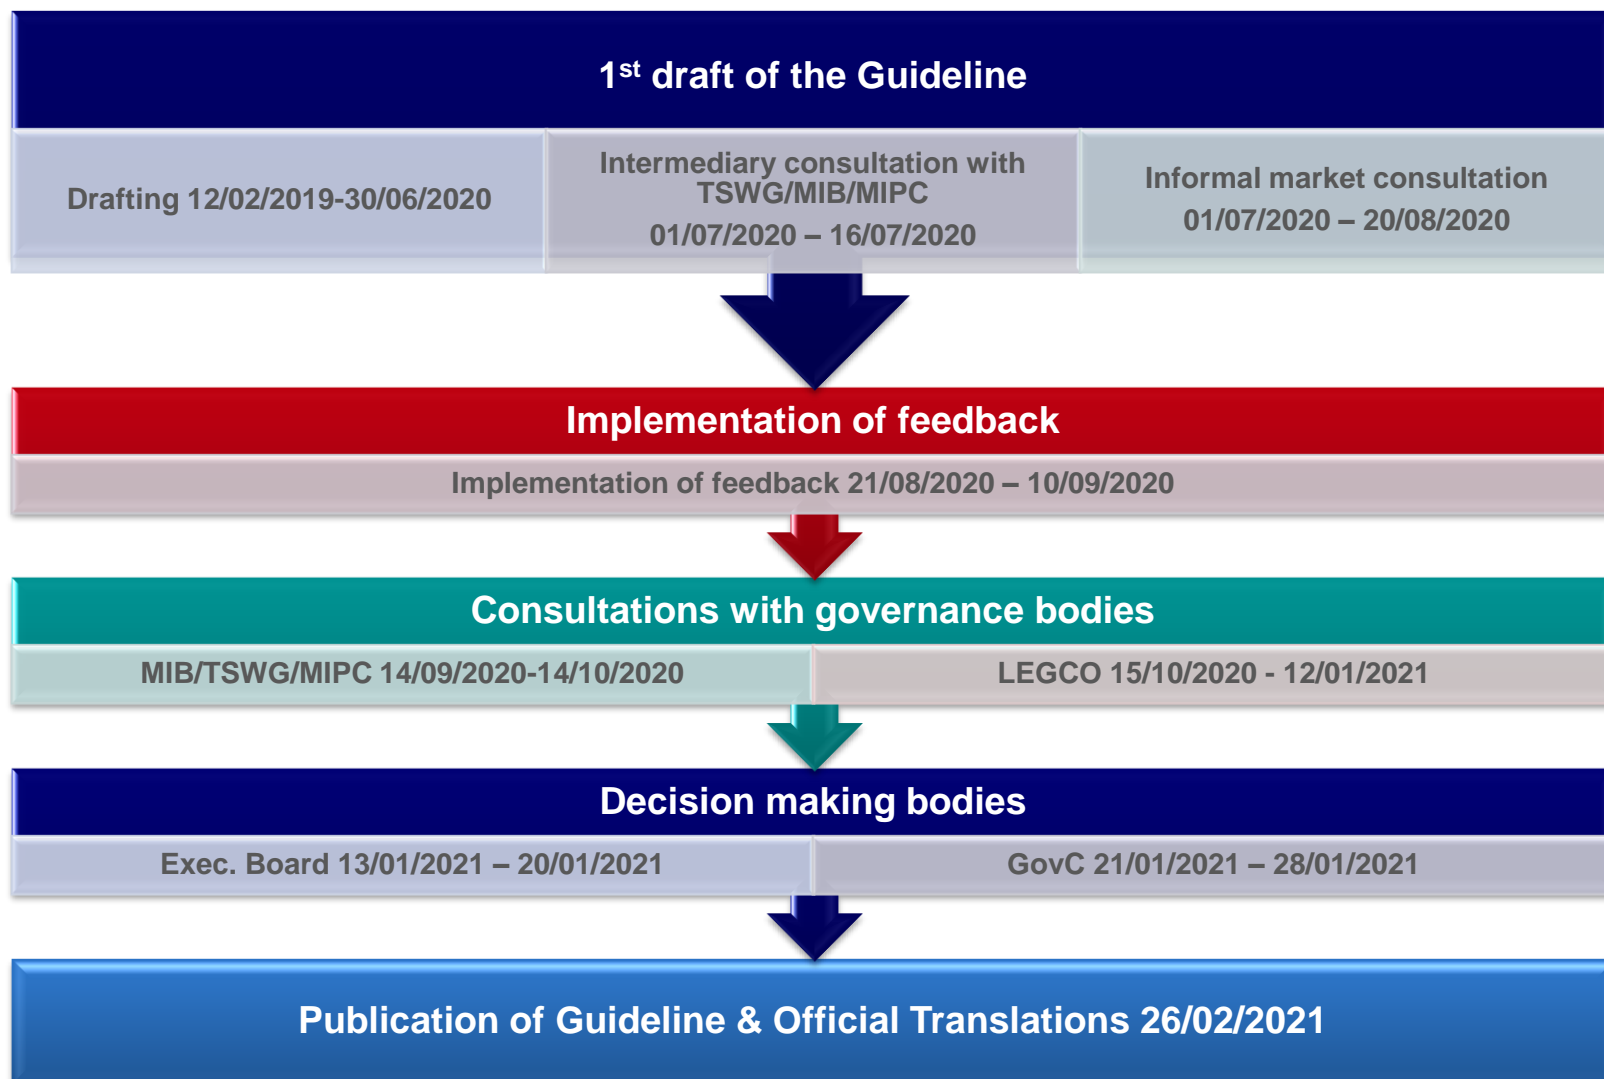 1st draft of the Guideline
Drafting 12/02/2019-30/06/2020
Intermediary consultation with
TSWG/MIB/MIPC
01/07/2020 – 16/07/2020
Informal market consultation
01/07/2020 – 20/08/2020
Implementation of feedback
Implementation of feedback 21/08/2020 – 10/09/2020
Consultations with governance bodies
MIB/TSWG/MIPC 14/09/2020-14/10/2020
LEGCO 15/10/2020 - 12/01/2021
Decision making bodies
Exec. Board 13/01/2021 – 20/01/2021
GovC 21/01/2021 – 28/01/2021
Publication of Guideline & Official Translations 26/02/2021